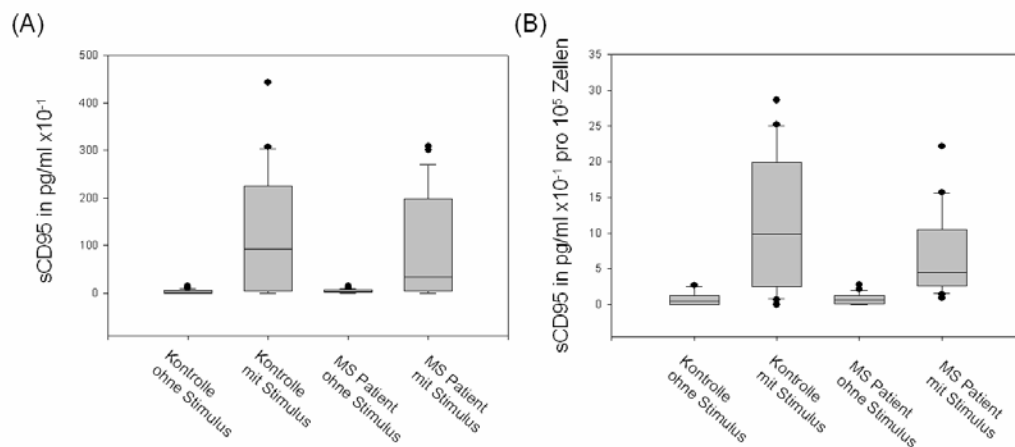 (A)
500
400
300
200
100
0
sCD95 in pg/ml x10⁻¹
Kontrolle
ohne Stimulus
Kontrolle
mit Stimulus
MS Patient
ohne Stimulus
MS Patient
mit Stimulus
(B)
35
30
25
20
15
10
5
0
sCD95 in pg/ml x10⁻¹ pro 10⁵ Zellen
Kontrolle
ohne Stimulus
Kontrolle
mit Stimulus
MS Patient
ohne Stimulus
MS Patient
mit Stimulus